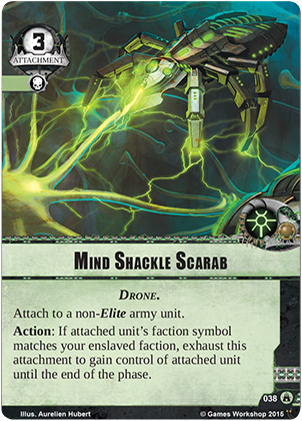 3
ATTACHMENT
MIND SHACKLE SCARAB
DRONE.
Attach to a non-Elite army unit.
Action: If attached unit's faction symbol
matches your enslaved faction, exhaust this
attachment to gain control of attached unit
until the end of the phase.
038
Illus. Aurelien Hubert
© Games Workshop 2015